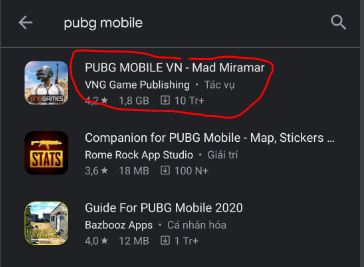 pubg mobile
PUBG MOBILE VN - Mad Miramar
VNG Game Publishing • Tác vụ
4,2★ 1,8 GB 10 Tr+
Companion for PUBG Mobile - Map, Stickers ...
Rome Rock App Studio • Giải trí
3,6★ 18 MB 100 N+
STATS
Guide For PUBG Mobile 2020
Bazbooz Apps • Cá nhân hóa
4,0★ 12 MB 1 Tr+